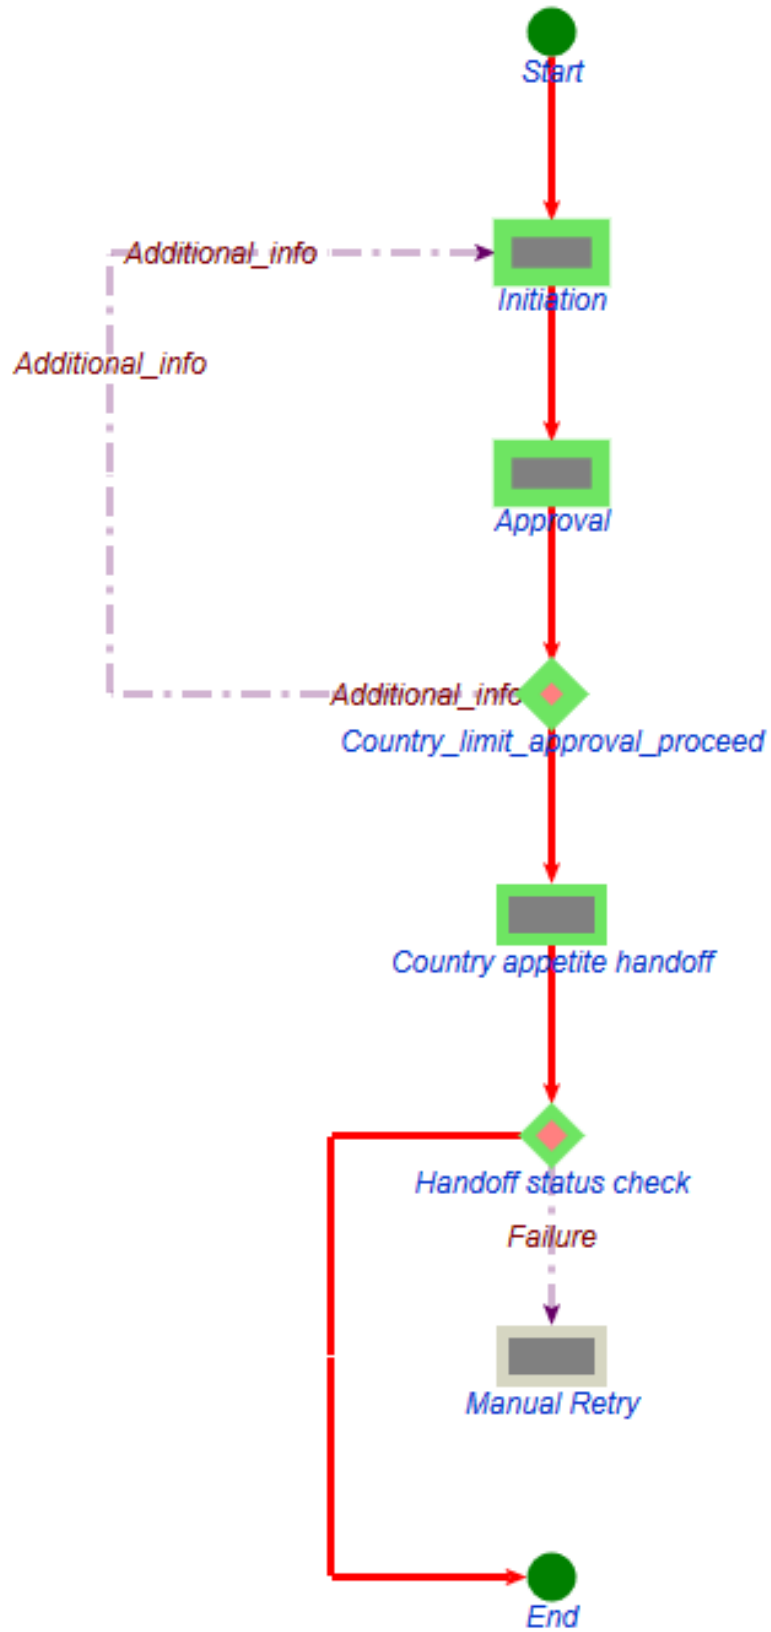 Start
Additional_info
Initiation
Additional_info
Approval
Additional_info
Country_limit_approval_proceed
Country appetite handoff
Handoff status check
Failure
Manual Retry
End